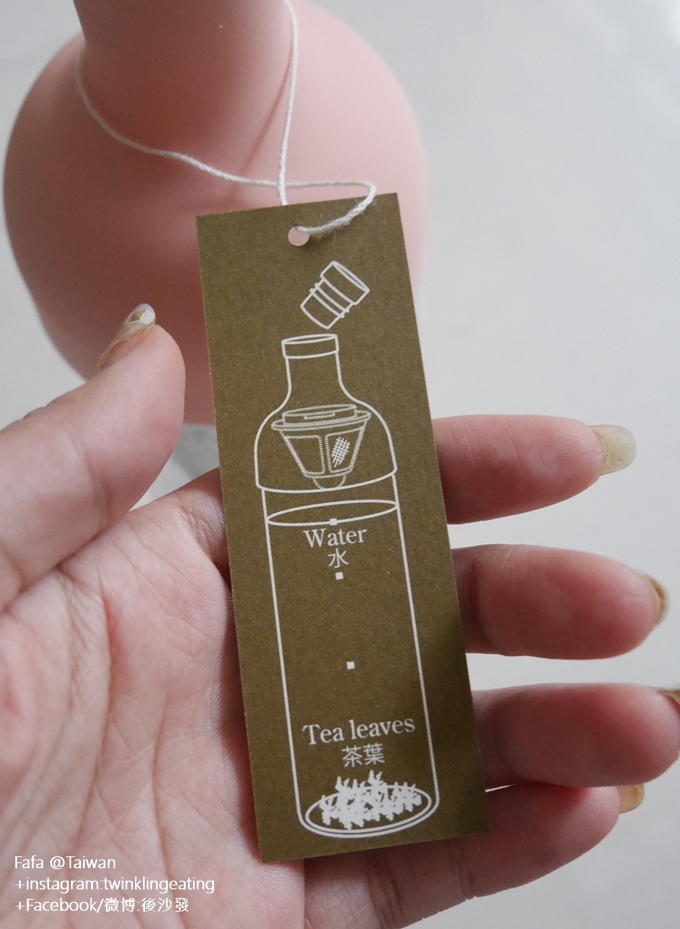 Water
水
Tea leaves
茶葉
Fafa @Taiwan
+instagram:twinklingeating
+Facebook/微博:後沙發